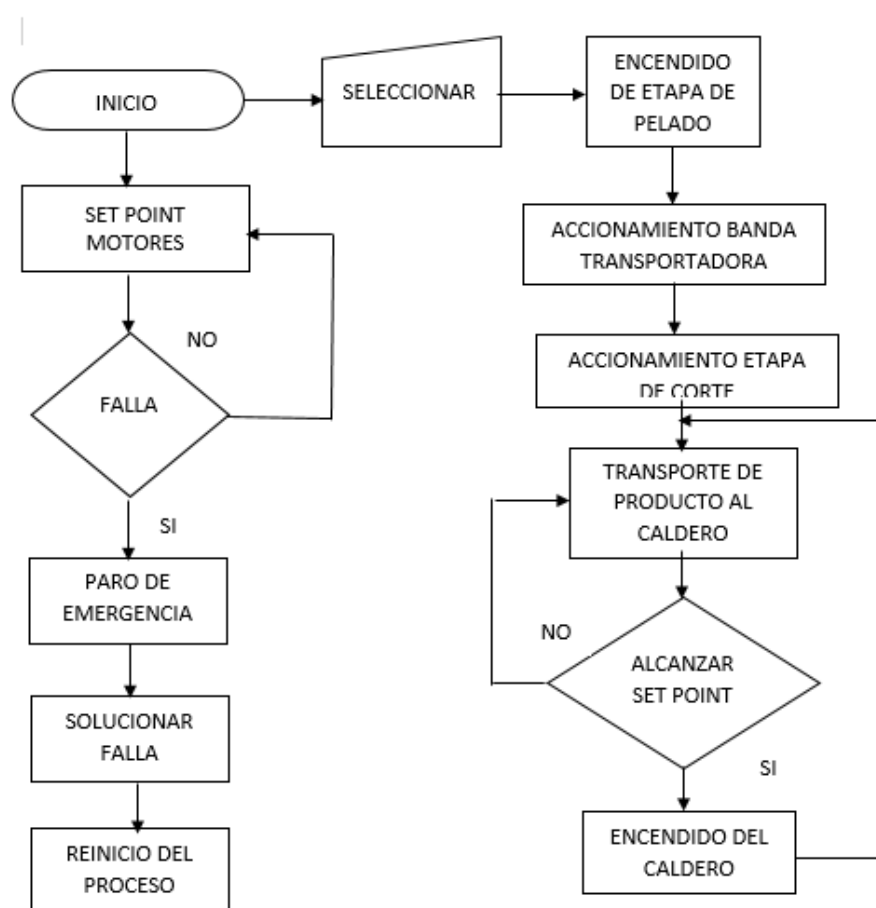 INICIO
SELECCIONAR
ENCENDIDO
DE ETAPA DE
PELADO
SET POINT
MOTORES
NO
FALLA
SI
PARO DE
EMERGENCIA
SOLUCIONAR
FALLA
REINICIO DEL
PROCESO
ACCIONAMIENTO BANDA
TRANSPORTADORA
ACCIONAMIENTO ETAPA
DE CORTE
TRANSPORTE DE
PRODUCTO AL
CALDERO
NO
ALCANZAR
SET POINT
SI
ENCENDIDO DEL
CALDERO